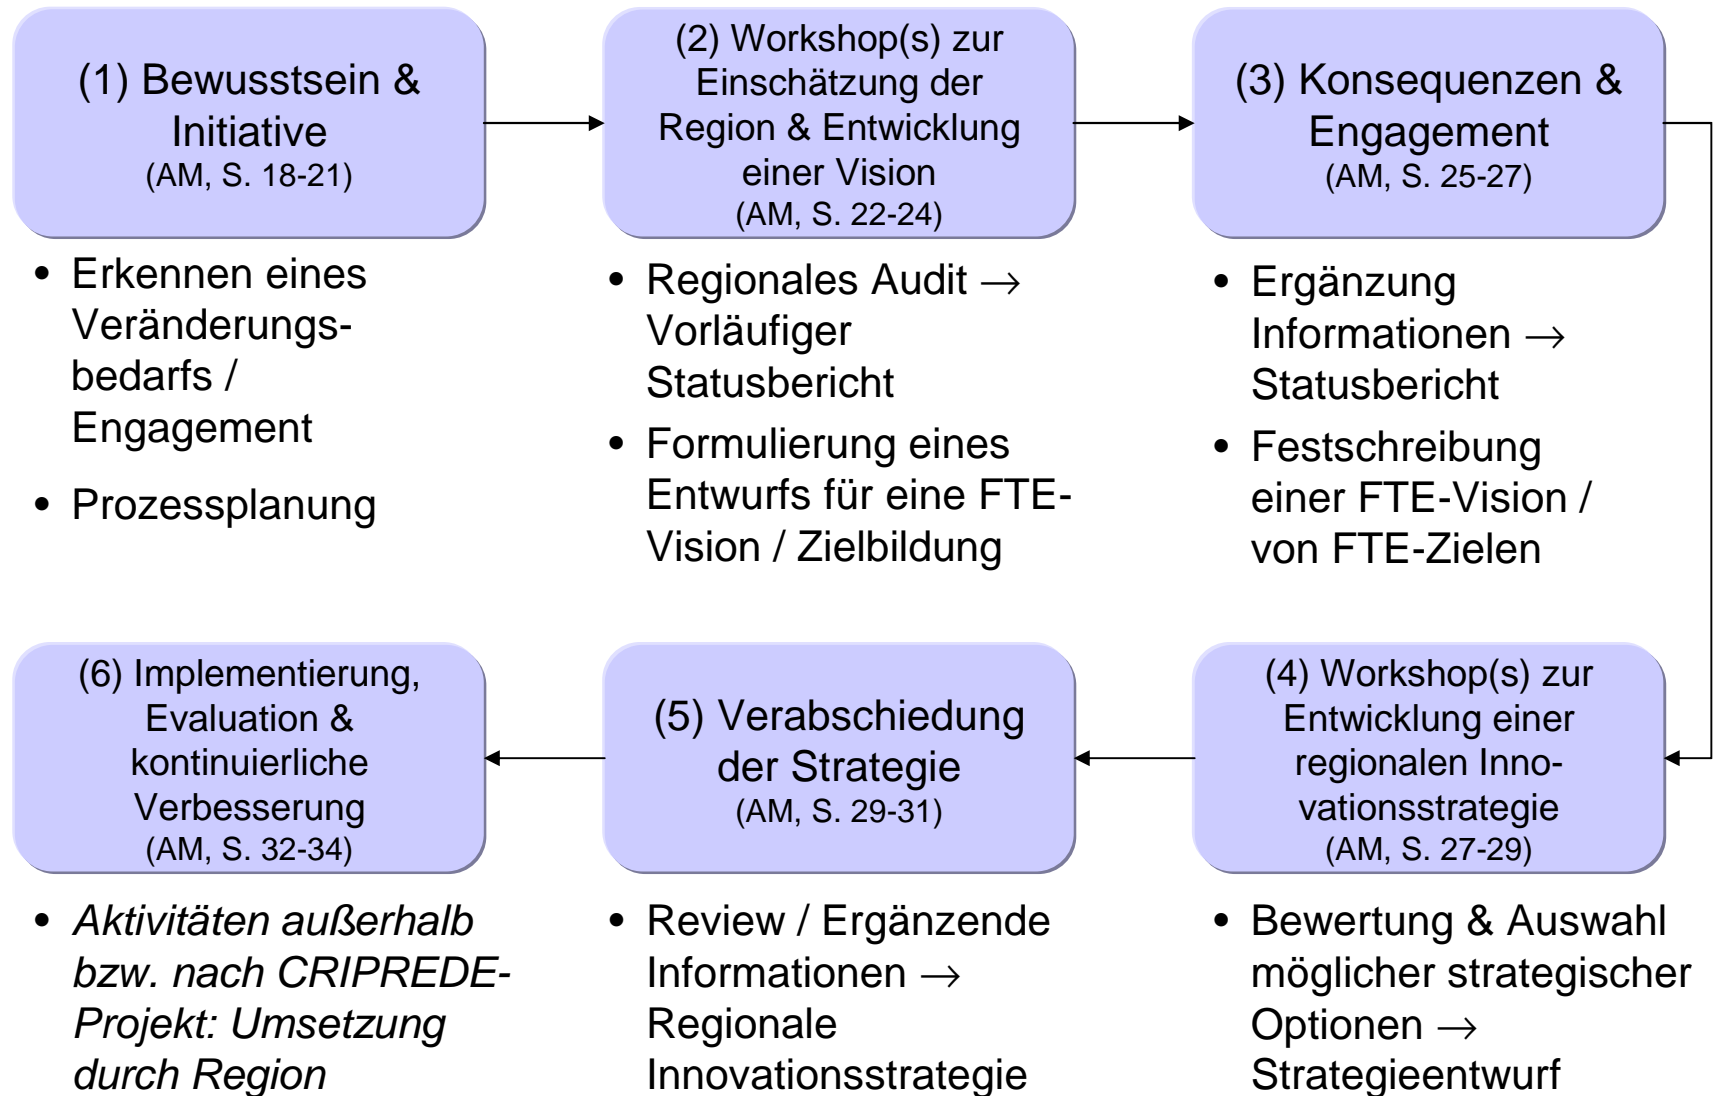 (1) Bewusstsein &
Initiative
(AM, S. 18-21)
• Erkennen eines
Veränderungs-
bedarfs /
Engagement
• Prozessplanung
(2) Workshop(s) zur
Einschätzung der
Region & Entwicklung
einer Vision
(AM, S. 22-24)
• Regionales Audit →
Vorläufiger
Statusbericht
• Formulierung eines
Entwurfs für eine FTE-
Vision / Zielbildung
(3) Konsequenzen &
Engagement
(AM, S. 25-27)
• Ergänzung
Informationen →
Statusbericht
• Festschreibung
einer FTE-Vision /
von FTE-Zielen
(4) Workshop(s) zur
Entwicklung einer
regionalen Inno-
vationsstrategie
(AM, S. 27-29)
• Bewertung & Auswahl
möglicher strategischer
Optionen →
Strategieentwurf
(5) Verabschiedung
der Strategie
(AM, S. 29-31)
• Review / Ergänzende
Informationen →
Regionale
Innovationsstrategie
(6) Implementierung,
Evaluation &
kontinuierliche
Verbesserung
(AM, S. 32-34)
• Aktivitäten außerhalb
bzw. nach CRIPREDE-
Projekt: Umsetzung
durch Region